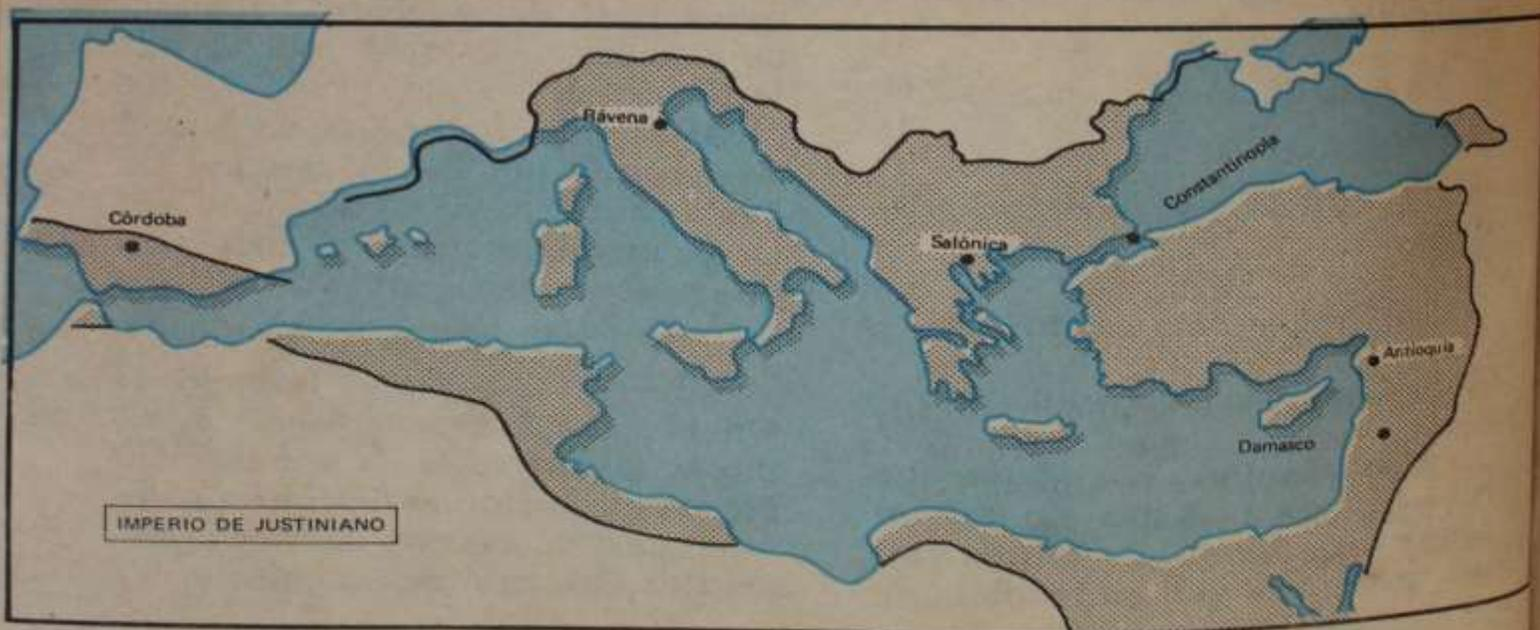 Rávena
Constantinopla
Córdoba
Salónica
Antioquía
Damasco
IMPERIO DE JUSTINIANO